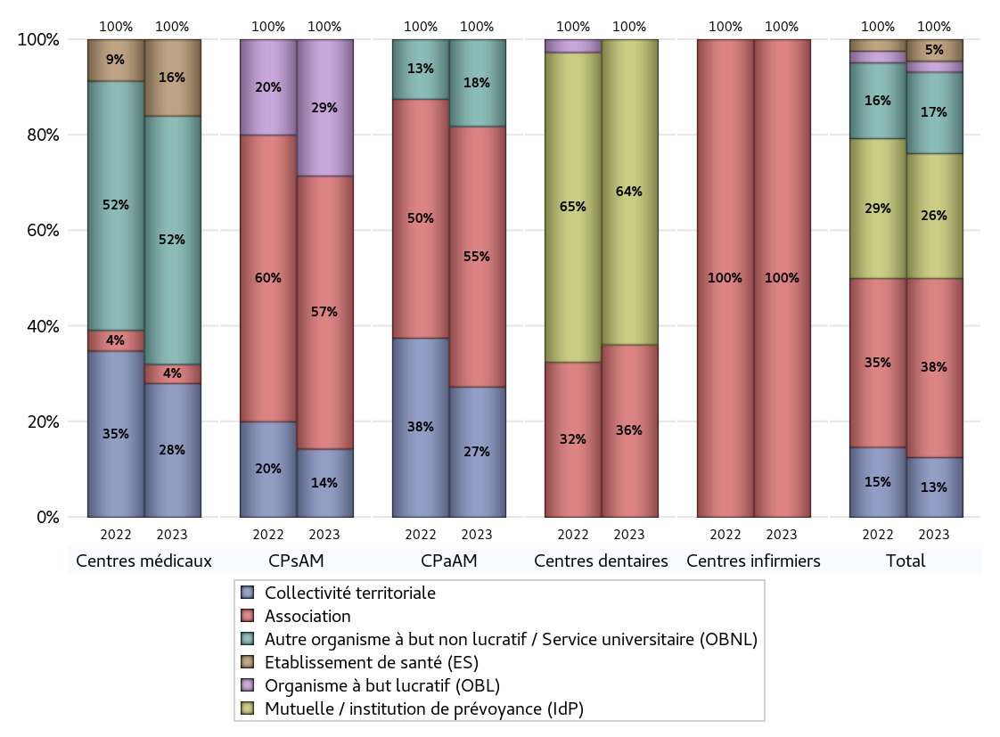 100% 100% 100% 100% 100% 100% 100% 100% 100% 100% 100% 100%
100%
80%
60%
40%
20%
0%
9% 52% 4% 35%
16% 52% 4% 28%
20% 60% 20%
29% 57% 14%
13% 50% 38%
18% 55% 27%
65% 32%
64% 36%
100%
100%
16% 29% 35% 15%
5% 17% 26% 38% 13%
2022 2023 2022 2023 2022 2023 2022 2023 2022 2023 2022 2023
Centres médicaux CPsAM CPaAM Centres dentaires Centres infirmiers Total
Collectivité territoriale
Association
Autre organisme à but non lucratif / Service universitaire (OBNL)
Etablissement de santé (ES)
Organisme à but lucratif (OBL)
Mutuelle / institution de prévoyance (IdP)